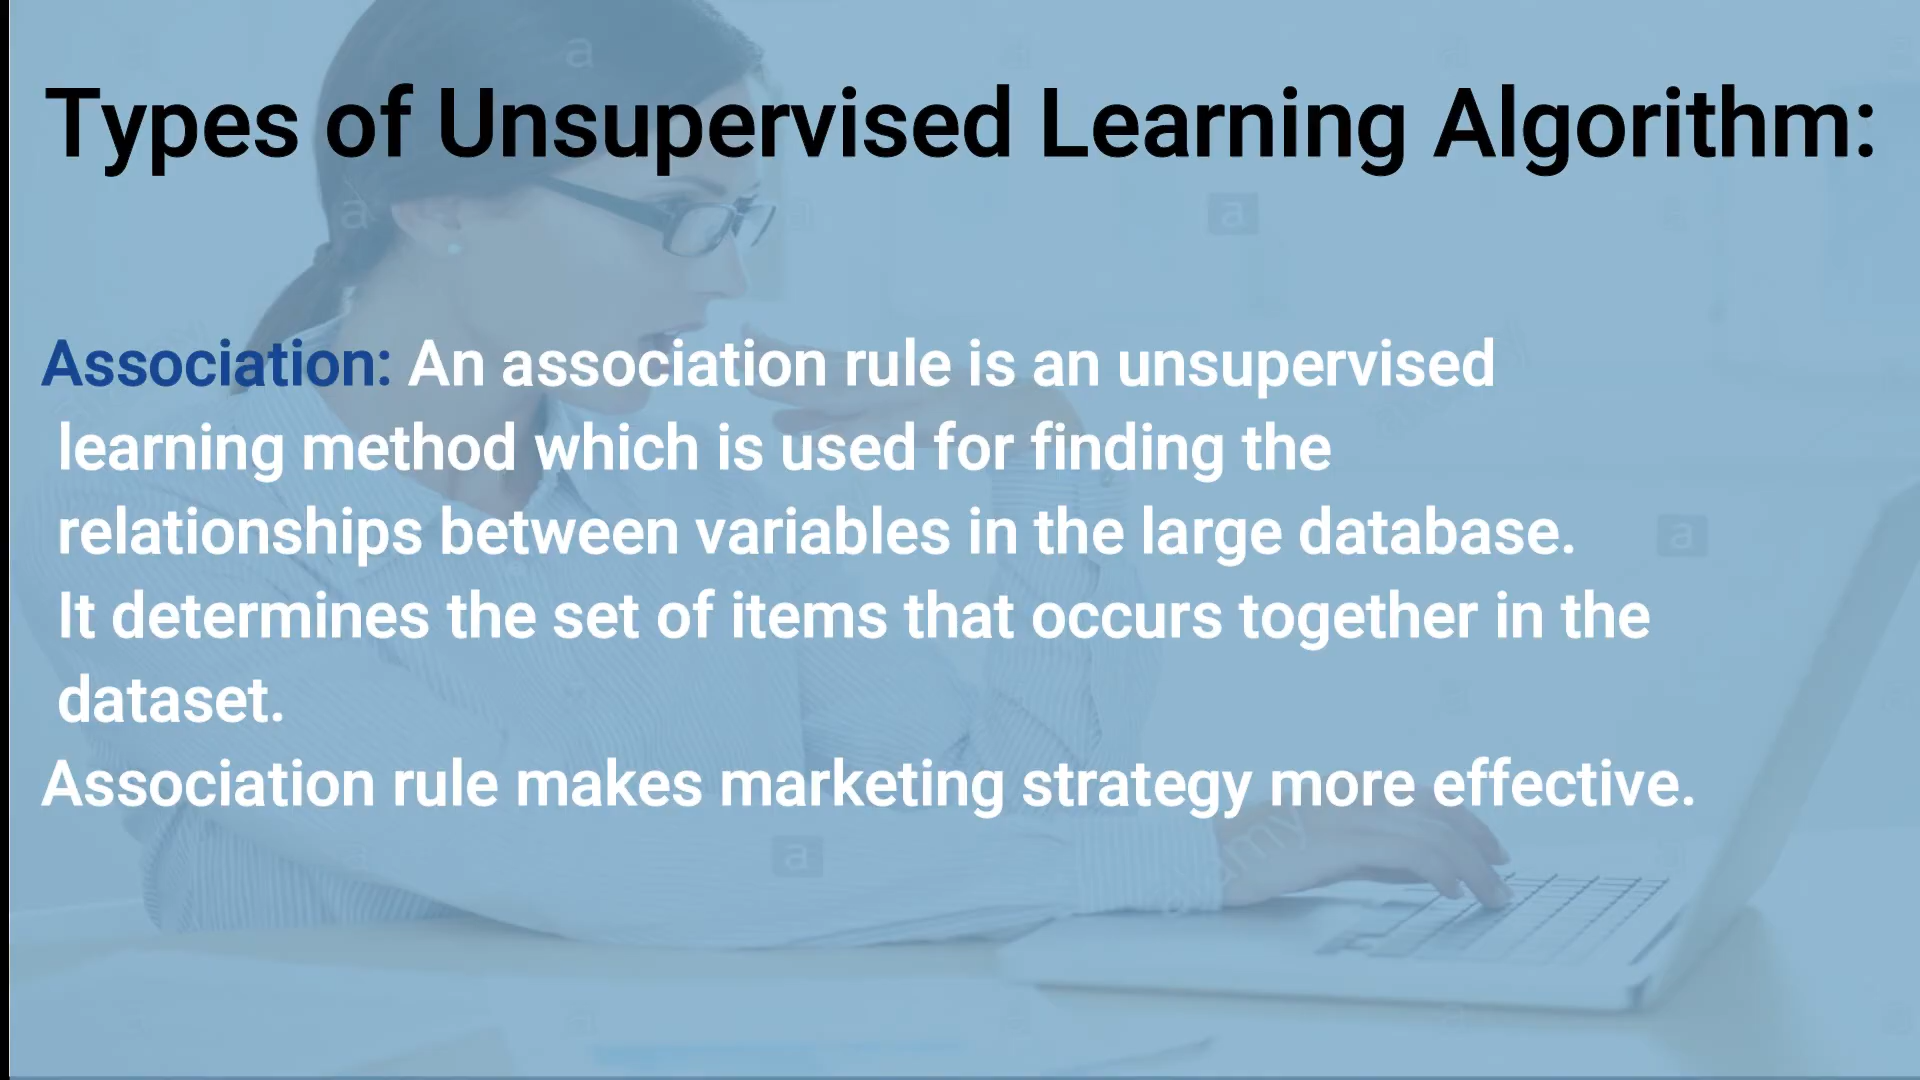 Types of Unsupervised Learning Algorithm:
Association: An association rule is an unsupervised
learning method which is used for finding the
relationships between variables in the large database.
It determines the set of items that occurs together in the
dataset.
Association rule makes marketing strategy more effective.